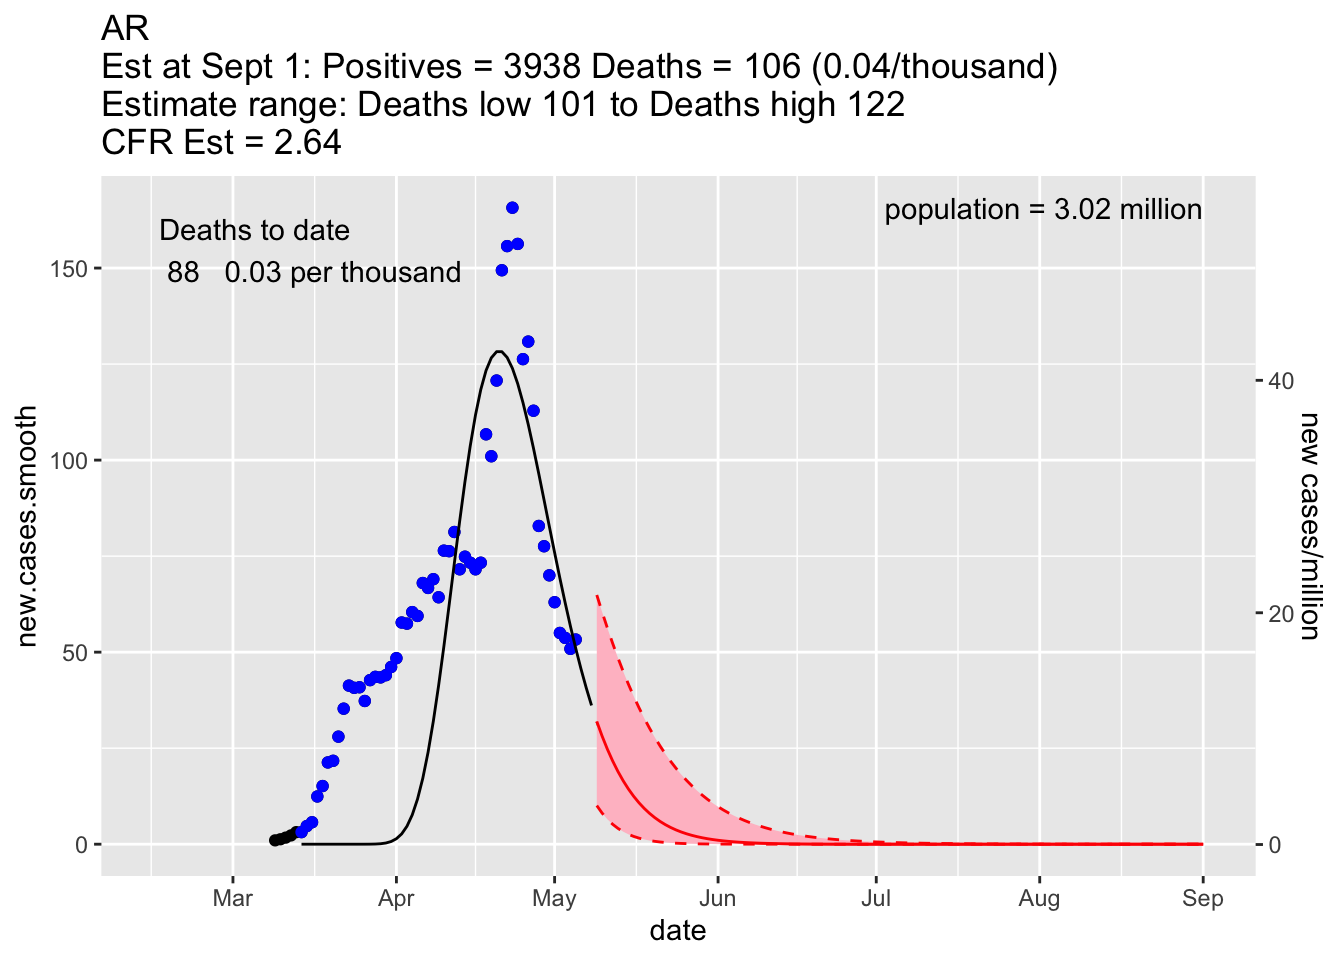 AR
Est at Sept 1: Positives = 3938 Deaths = 106 (0.04/thousand)
Estimate range: Deaths low 101 to Deaths high 122
CFR Est = 2.64
population = 3.02 million
Deaths to date
88 0.03 per thousand
150
100
50
0
new.cases.smooth
40
20
0
new cases/million
Mar Apr May Jun Jul Aug Sep
date